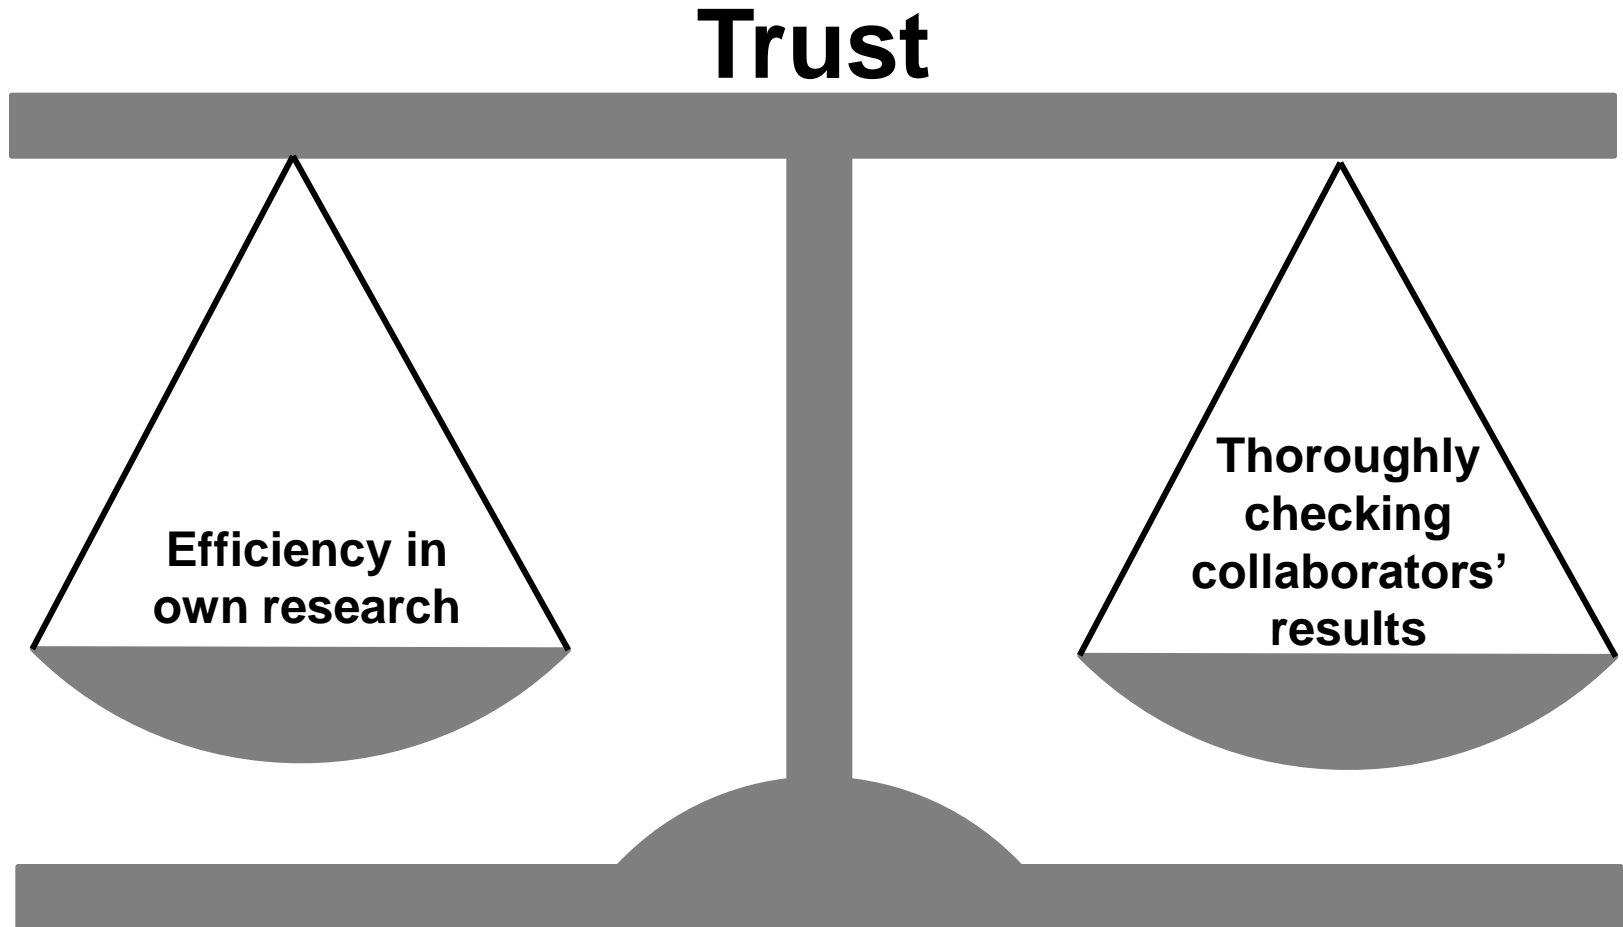 Trust
Efficiency in
own research
Thoroughly
checking
collaborators’
results